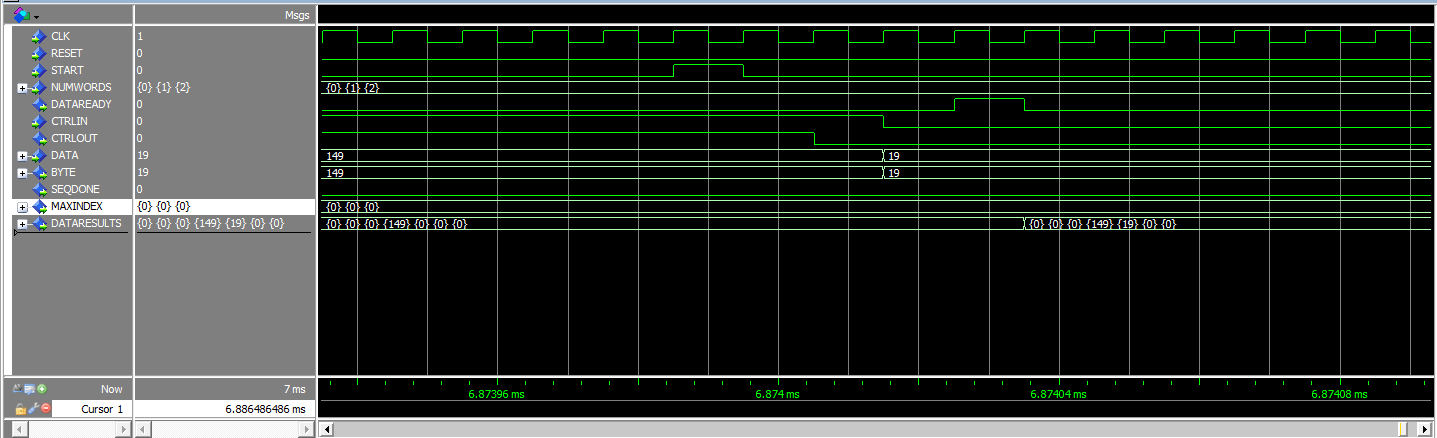 Msgs
CLK 1
RESET 0
START 0
NUMWORDS {0} {1} {2} {0} {1} {2}
DATAREADY 0
CTRLIN 0
CTRLOUT 0
DATA 19 149 19
BYTE 19 149 19
SEQDONE 0
MAXINDEX {0} {0} {0} {0} {0} {0}
DATARESULTS {0} {0} {0} {149} {19} {0} {0} {0} {0} {0} {149} {0} {0} {0} {0} {0} {0} {149} {19} {0} {0}
Now 7 ms 6.87396 ms 6.874 ms 6.87404 ms 6.87408 ms
Cursor 1 6.886486486 ms